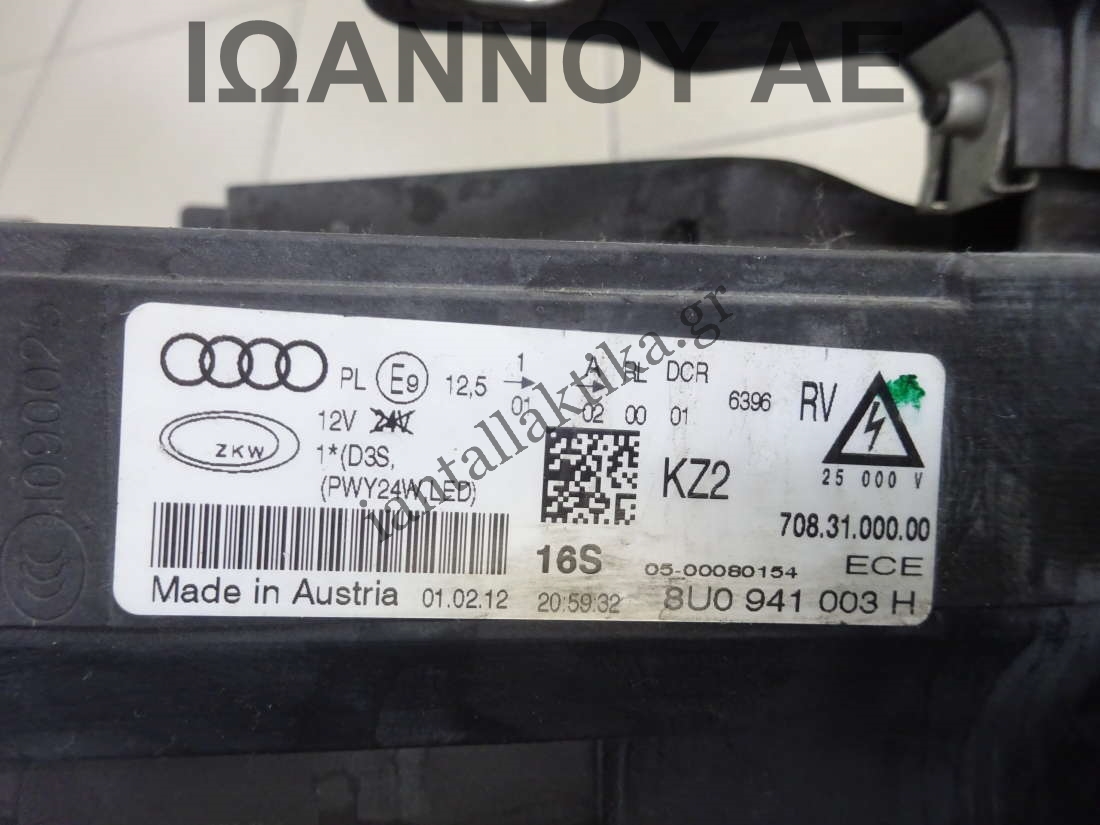 ΙΩΑΝΝΟΥ ΑΕ
iantallaktika.gr
PL E9 12,5 1 A RL DCR 6396 RV
01 02 00 01
12V 24V
ZKW
1*(D3S,
(PWY24W,LED)
KZ2
25 000 V
708.31.000.00
16S 05-00080154 ECE
Made in Austria 01.02.12 20:59:32 8U0 941 003 H